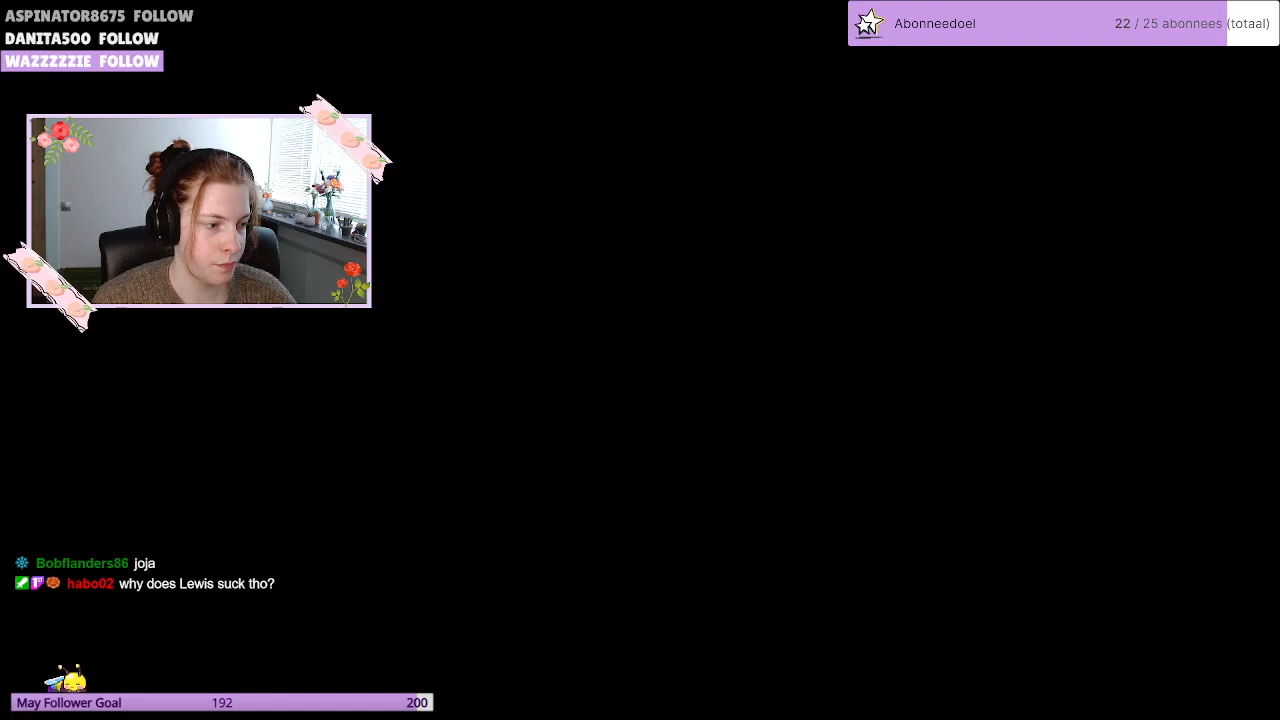 ASPINATOR8675 FOLLOW
DANITA500 FOLLOW
WAZZZZZIE FOLLOW
Abonneedoel 22 / 25 abonnees (totaal)
Bobflanders86 joja
habo02 why does Lewis suck tho?
May Follower Goal 192 200